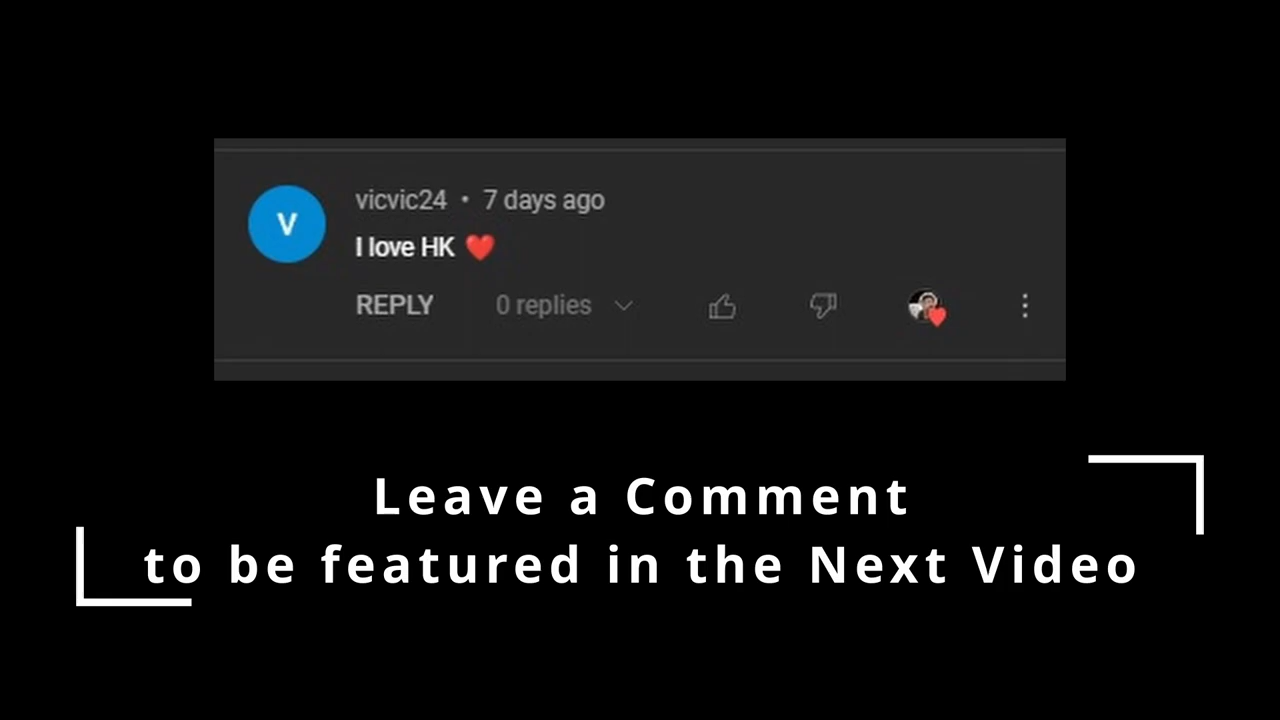 V
vicvic24 • 7 days ago
I love HK ❤️
REPLY 0 replies
Leave a Comment
to be featured in the Next Video